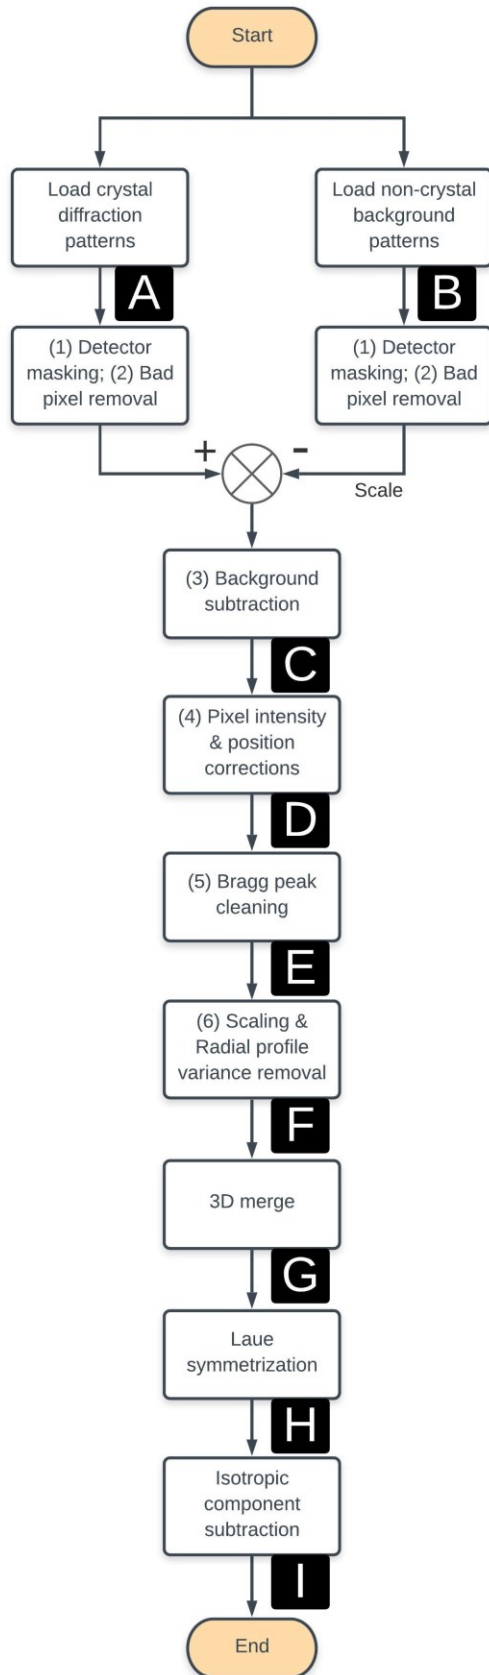 Start
Load crystal
diffraction
patterns
Load non-crystal
background
patterns
A
B
(1) Detector
masking; (2) Bad
pixel removal
(1) Detector
masking; (2) Bad
pixel removal
+
-
Scale
(3) Background
subtraction
C
(4) Pixel intensity
& position
corrections
D
(5) Bragg peak
cleaning
E
(6) Scaling &
Radial profile
variance removal
F
3D merge
G
Laue
symmetrization
H
Isotropic
component
subtraction
I
End